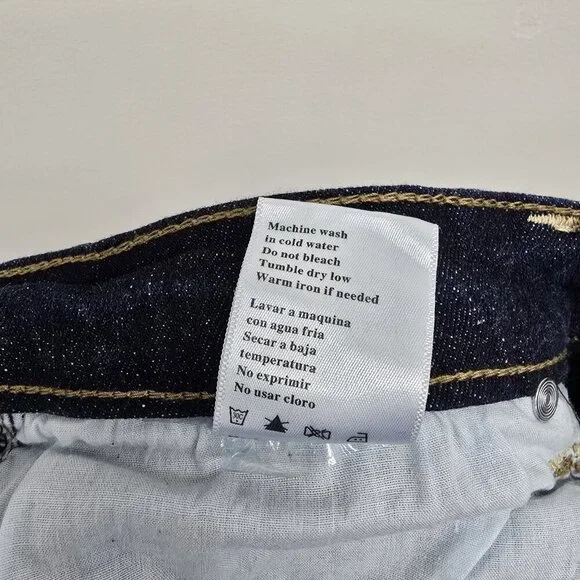 Machine wash
in cold water
Do not bleach
Tumble dry low
Warm iron if needed
Lavar a maquina
con agua fria
Secar a baja
temperatura
No exprimir
No usar cloro